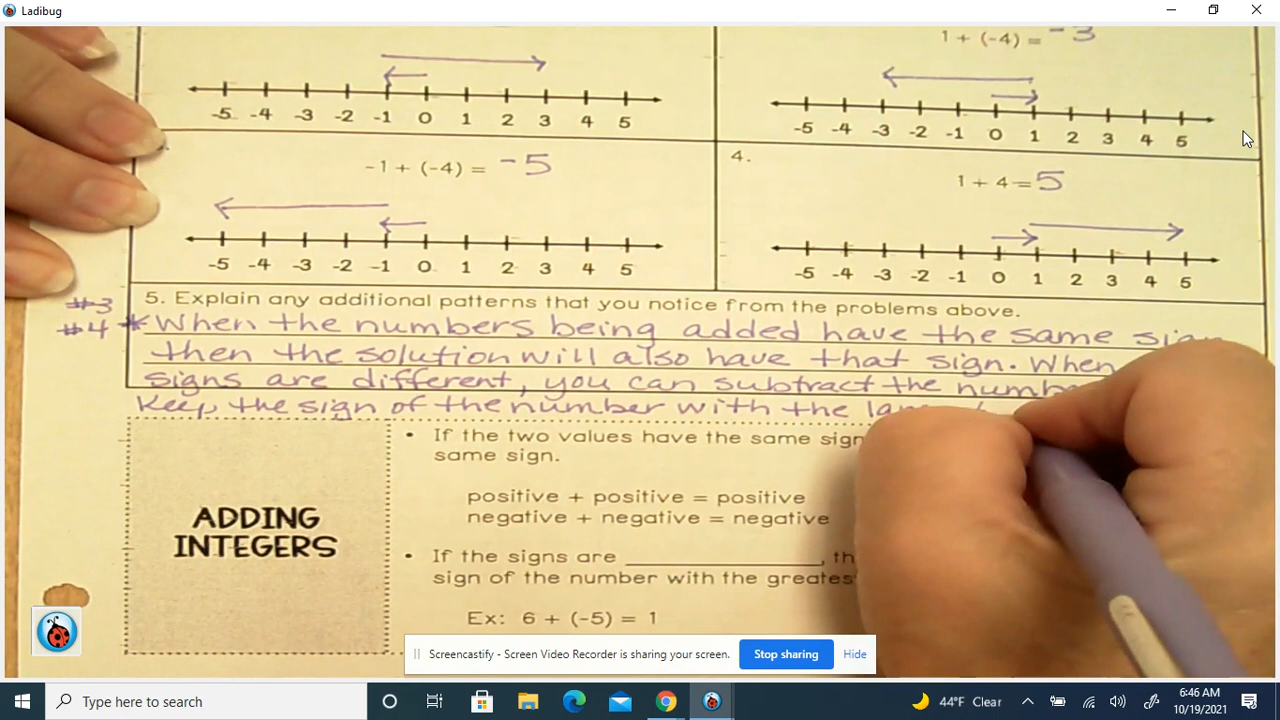 Ladibug
1 + (-4) = -3
-5 -4 -3 -2 -1 0 1 2 3 4 5
-5 -4 -3 -2 -1 0 1 2 3 4 5
-1 + (-4) = -5
4.
1 + 4 = 5
-5 -4 -3 -2 -1 0 1 2 3 4 5
-5 -4 -3 -2 -1 0 1 2 3 4 5
#3
5. Explain any additional patterns that you notice from the problems above.
#4 * When the numbers being added have the same sign
then the solution will also have that sign. When
signs are different, you can subtract the
Keep the sign of the number with the
ADDING
INTEGERS
• If the two values have the same sign
same sign.
positive + positive = positive
negative + negative = negative
• If the signs are ____________,
sign of the number with the
Ex: 6 + (-5) = 1
Screencastify - Screen Video Recorder is sharing your screen.
Stop sharing
Hide
Type here to search
44°F Clear
6:46 AM
10/19/2021